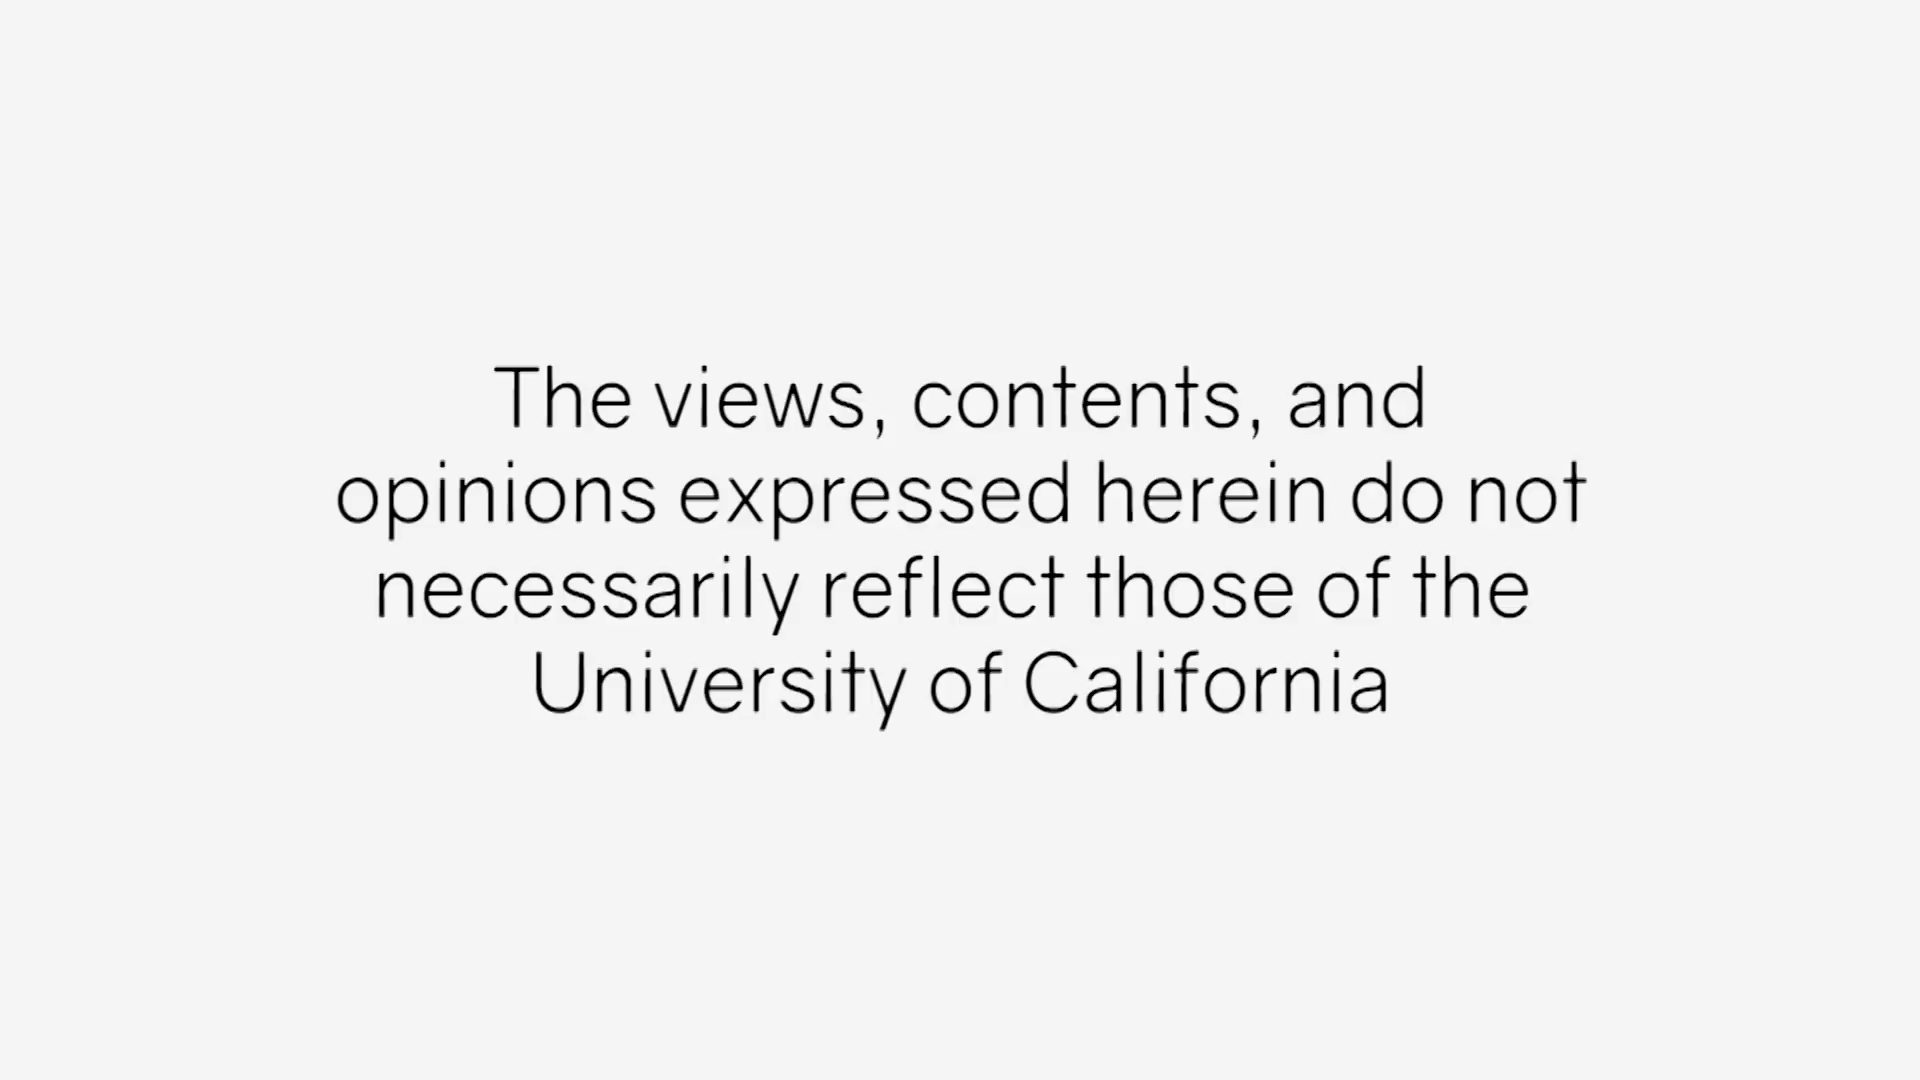 The views, contents, and
opinions expressed herein do not
necessarily reflect those of the
University of California